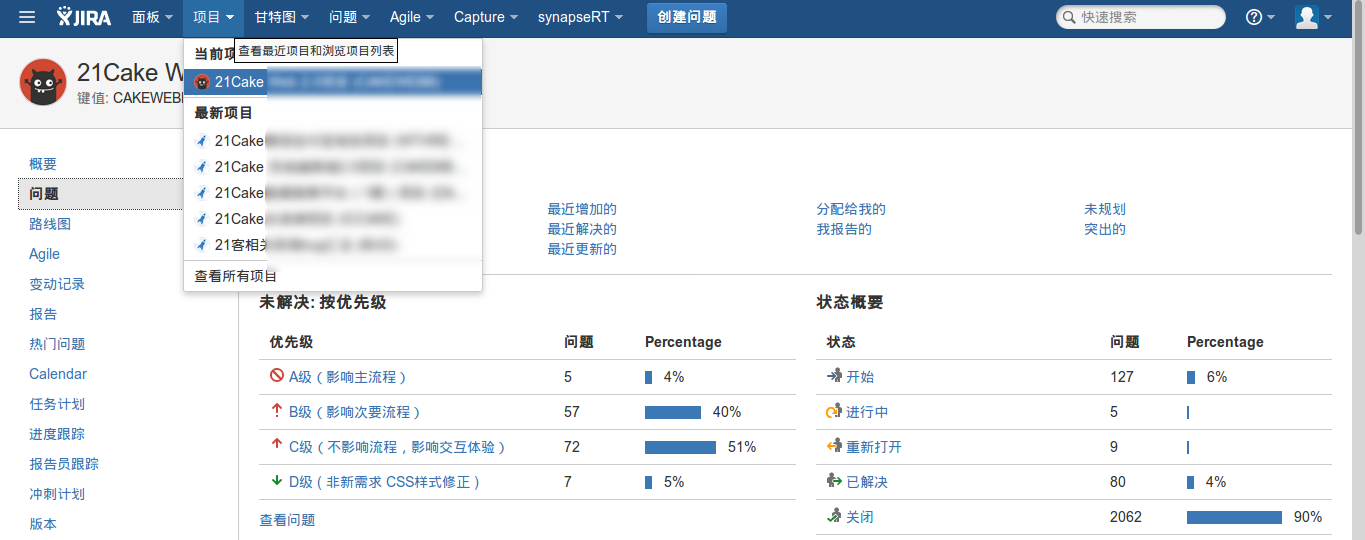 JIRA 面板 项目 甘特图 问题 Agile Capture synapseRT 创建问题 快速搜索
查看最近项目和浏览项目列表
当前项
21Cake W
键值: CAKEWEB
21Cake
最新项目
21Cake
21Cake
21Cake
21Cake
21客相关
查看所有项目
概要
问题
路线图
Agile
变动记录
报告
热门问题
Calendar
任务计划
进度跟踪
报告员跟踪
冲刺计划
版本
最近增加的 分配给我的 未规划
最近解决的 我报告的 突出的
最近更新的
未解决: 按优先级
优先级 问题 Percentage
A级（影响主流程） 5 4%
B级（影响次要流程） 57 40%
C级（不影响流程，影响交互体验） 72 51%
D级（非新需求 CSS样式修正） 7 5%
查看问题
状态概要
状态 问题 Percentage
开始 127 6%
进行中 5
重新打开 9
已解决 80 4%
关闭 2062 90%